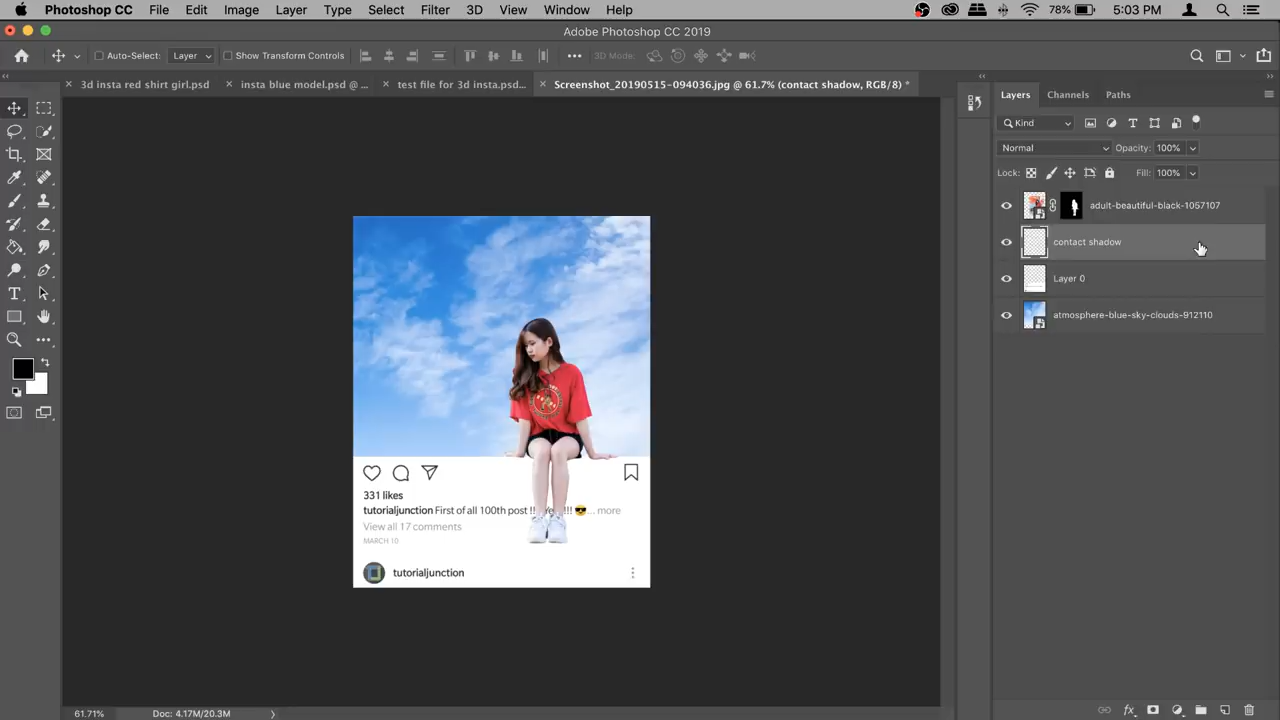 Photoshop CC File Edit Image Layer Type Select Filter 3D View Window Help 78% 5:03 PM
Adobe Photoshop CC 2019
Auto-Select: Layer Show Transform Controls 3D Mode:
3d insta red shirt girl.psd insta blue model.psd @ ... test file for 3d insta.psd... Screenshot_20190515-094036.jpg @ 61.7% (contact shadow, RGB/8) *
Layers Channels Paths
Kind
Normal Opacity: 100%
Lock: Fill: 100%
adult-beautiful-black-1057107
contact shadow
Layer 0
atmosphere-blue-sky-clouds-912110
331 likes
tutorialjunction First of all 100th post !! !!! 😎... more
View all 17 comments
MARCH 10
tutorialjunction
61.71% Doc: 4.17M/20.3M